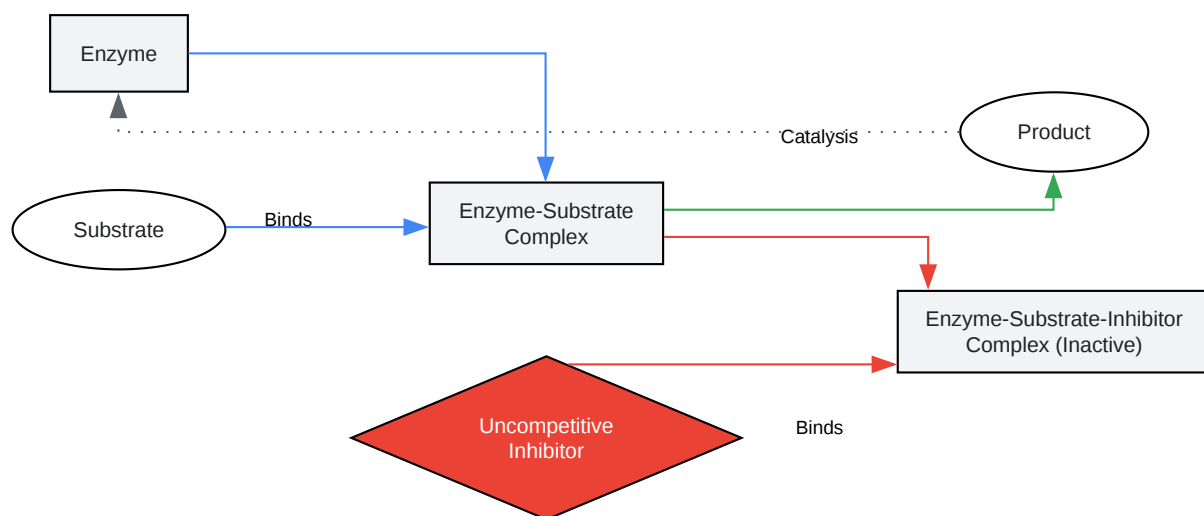 Enzyme
Catalysis
Product
Substrate
Binds
Enzyme-Substrate
Complex
Enzyme-Substrate-Inhibitor
Complex (Inactive)
Uncompetitive
Inhibitor
Binds